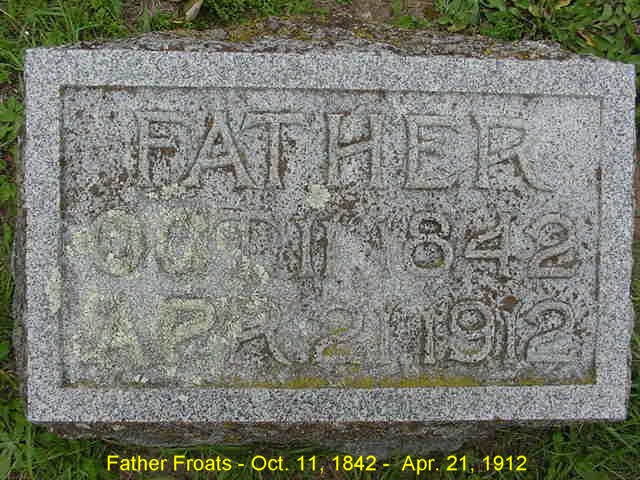 FATHER
OCT. 11, 1842
APR. 21, 1912
Father Froats - Oct. 11, 1842 - Apr. 21, 1912